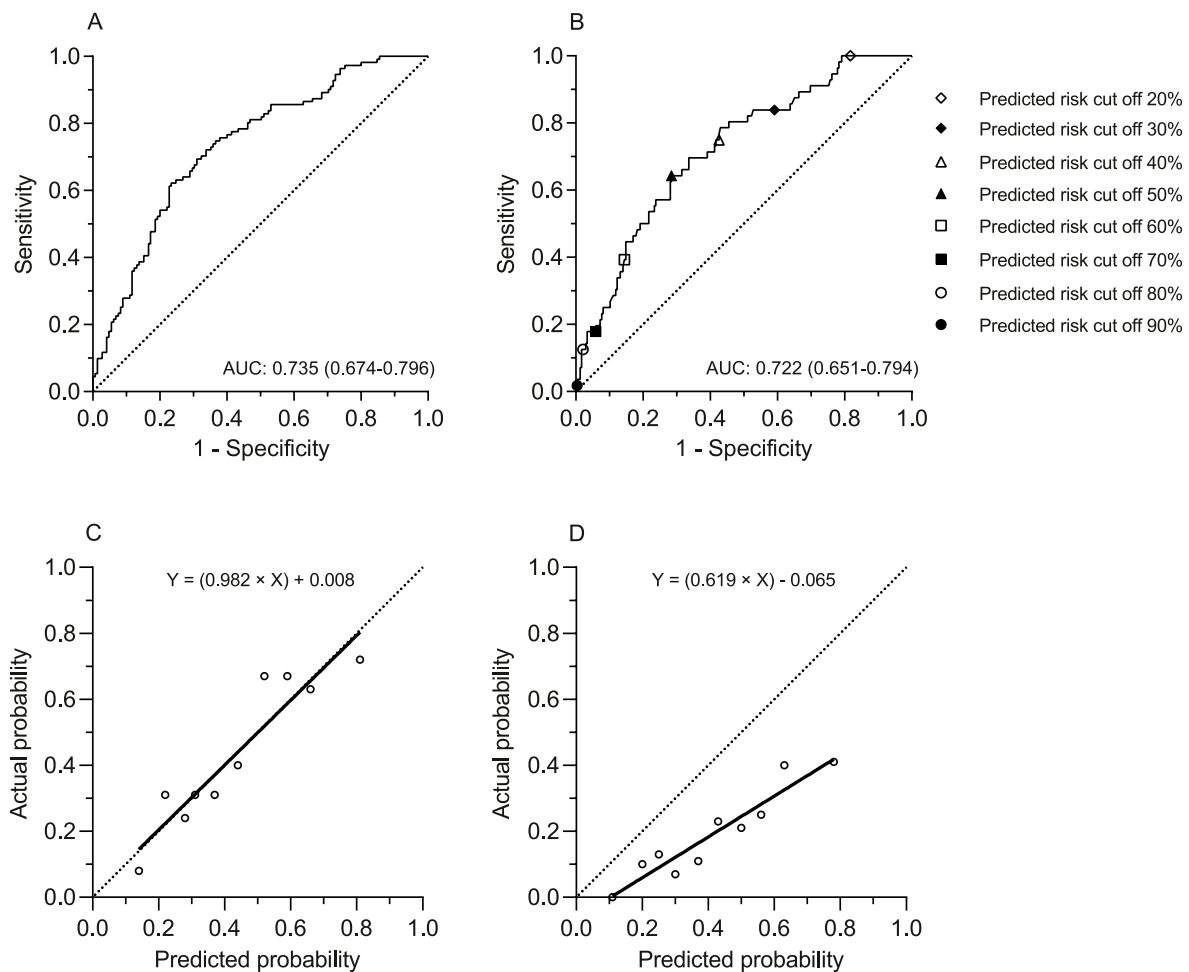 A
B
Sensitivity
1.0
0.8
0.6
0.4
0.2
0.0
AUC: 0.735 (0.674-0.796)
0.0 0.2 0.4 0.6 0.8 1.0
1 - Specificity
Sensitivity
1.0
0.8
0.6
0.4
0.2
0.0
AUC: 0.722 (0.651-0.794)
0.0 0.2 0.4 0.6 0.8 1.0
1 - Specificity
Predicted risk cut off 20%
Predicted risk cut off 30%
Predicted risk cut off 40%
Predicted risk cut off 50%
Predicted risk cut off 60%
Predicted risk cut off 70%
Predicted risk cut off 80%
Predicted risk cut off 90%
C
Y = (0.982 × X) + 0.008
Actual probability
1.0
0.8
0.6
0.4
0.2
0.0
0.0 0.2 0.4 0.6 0.8 1.0
Predicted probability
D
Y = (0.619 × X) - 0.065
Actual probability
1.0
0.8
0.6
0.4
0.2
0.0
0.0 0.2 0.4 0.6 0.8 1.0
Predicted probability